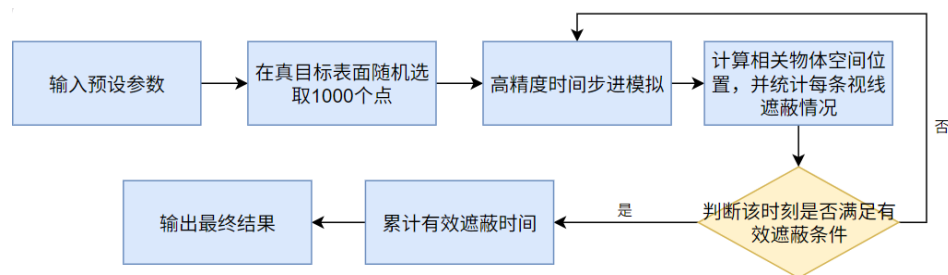 输入预设参数
在真目标表面随机选
取1000个点
高精度时间步进模拟
计算相关物体空间位
置，并统计每条视线
遮蔽情况
否
判断该时刻是否满足有
效遮蔽条件
是
累计有效遮蔽时间
输出最终结果